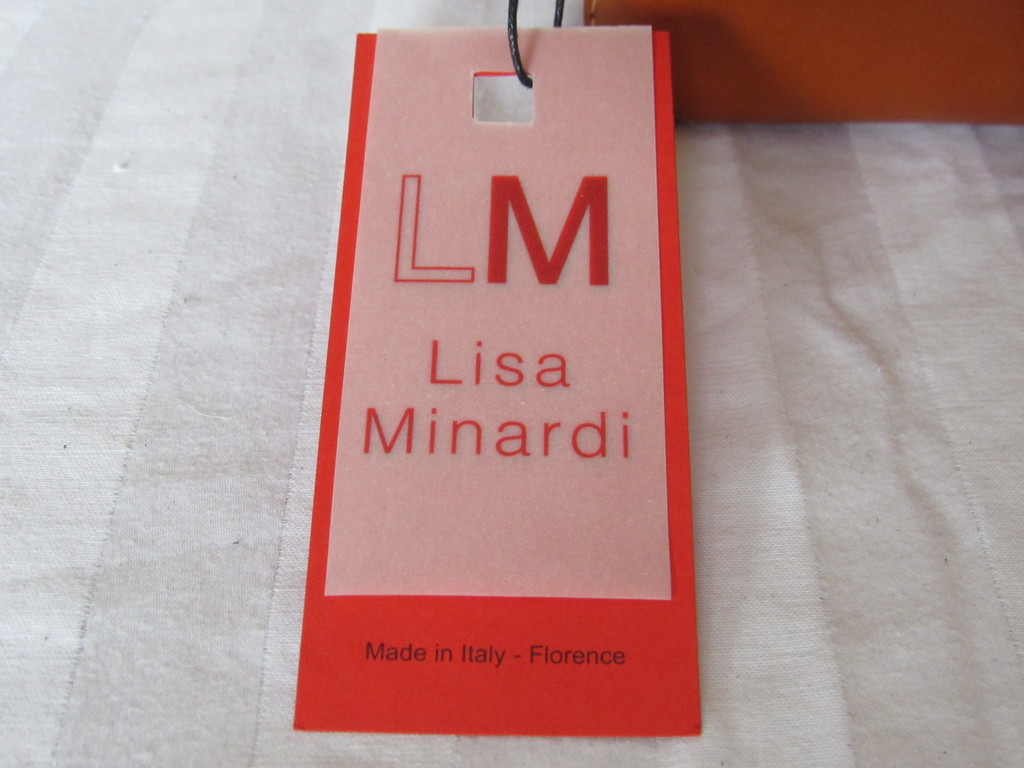 LM
Lisa
Minardi
Made in Italy - Florence